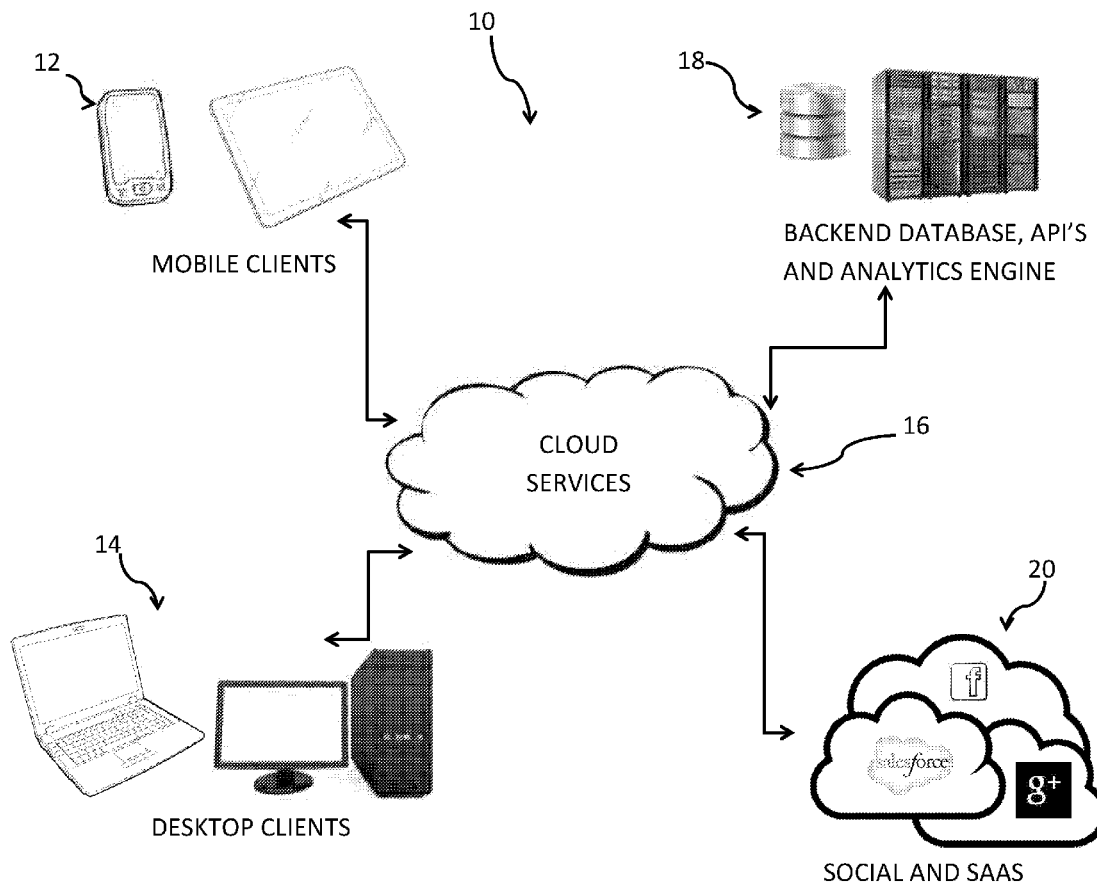 10
12
18
MOBILE CLIENTS
BACKEND DATABASE, API'S
AND ANALYTICS ENGINE
CLOUD
SERVICES
16
14
20
f
salesforce
g+
DESKTOP CLIENTS
SOCIAL AND SAAS